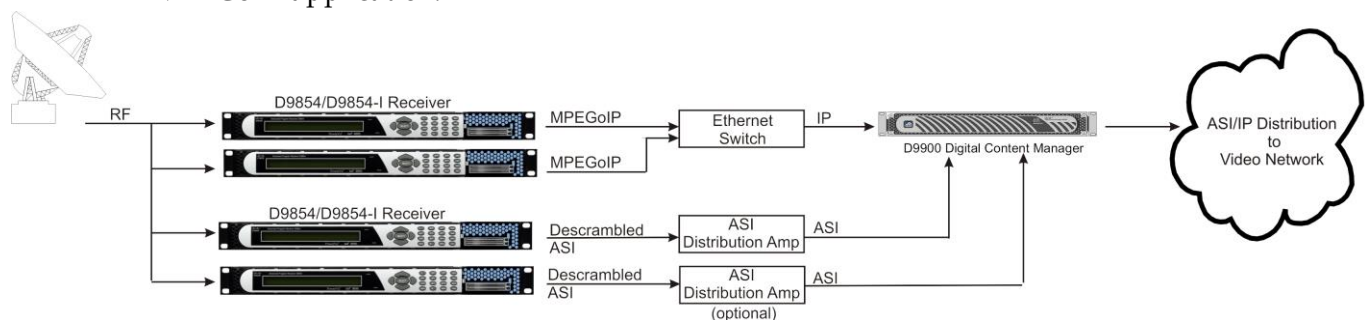 D9854/D9854-I Receiver
RF
MPEGoIP
MPEGoIP
Ethernet
Switch
IP
D9900 Digital Content Manager
ASI/IP Distribution
to
Video Network
D9854/D9854-I Receiver
Descrambled
ASI
ASI
Distribution Amp
ASI
Descrambled
ASI
ASI
Distribution Amp
(optional)
ASI